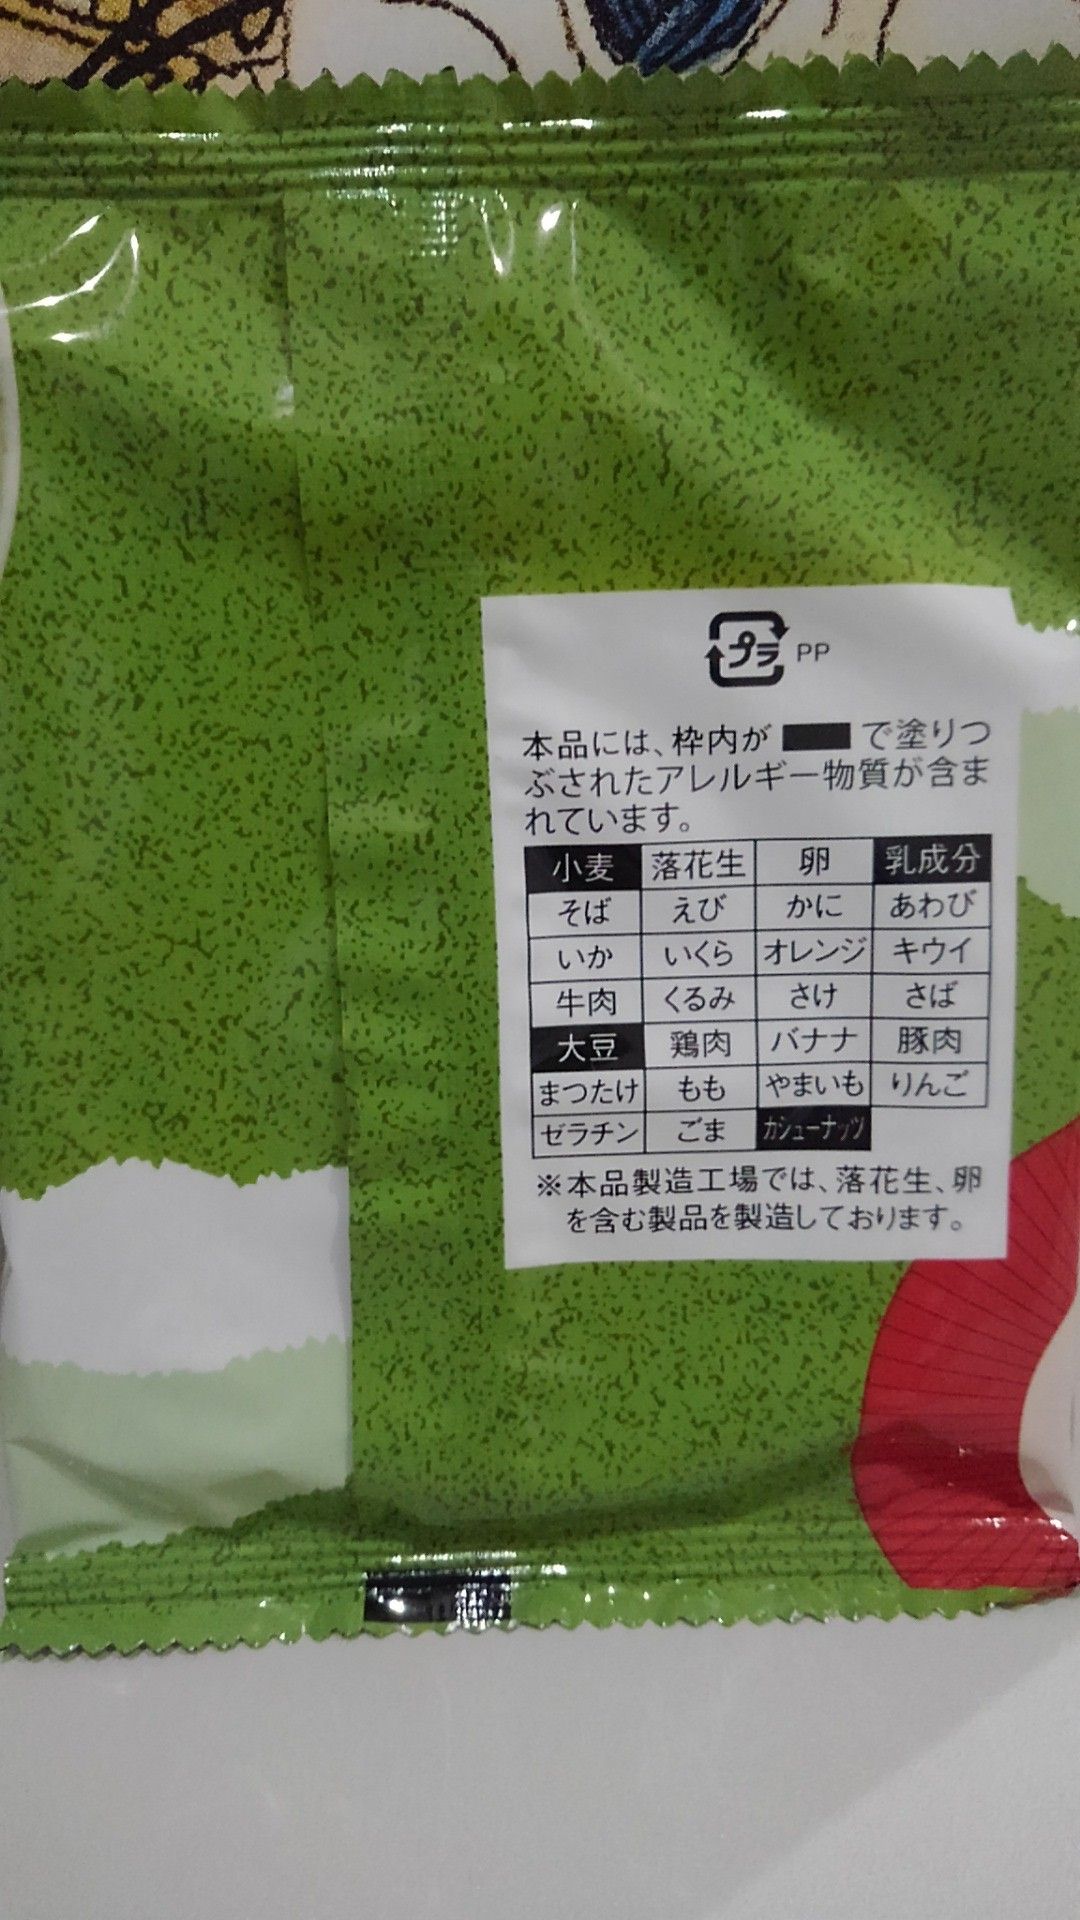 プラ PP
本品には、枠内が ■ で塗りつ
ぶされたアレルギー物質が含ま
れています。
小麦 落花生 卵 乳成分
そば えび かに あわび
いか いくら オレンジ キウイ
牛肉 くるみ さけ さば
大豆 鶏肉 バナナ 豚肉
まつたけ もも やまいも りんご
ゼラチン ごま カシューナッツ
※本品製造工場では、落花生、卵
を含む製品を製造しております。